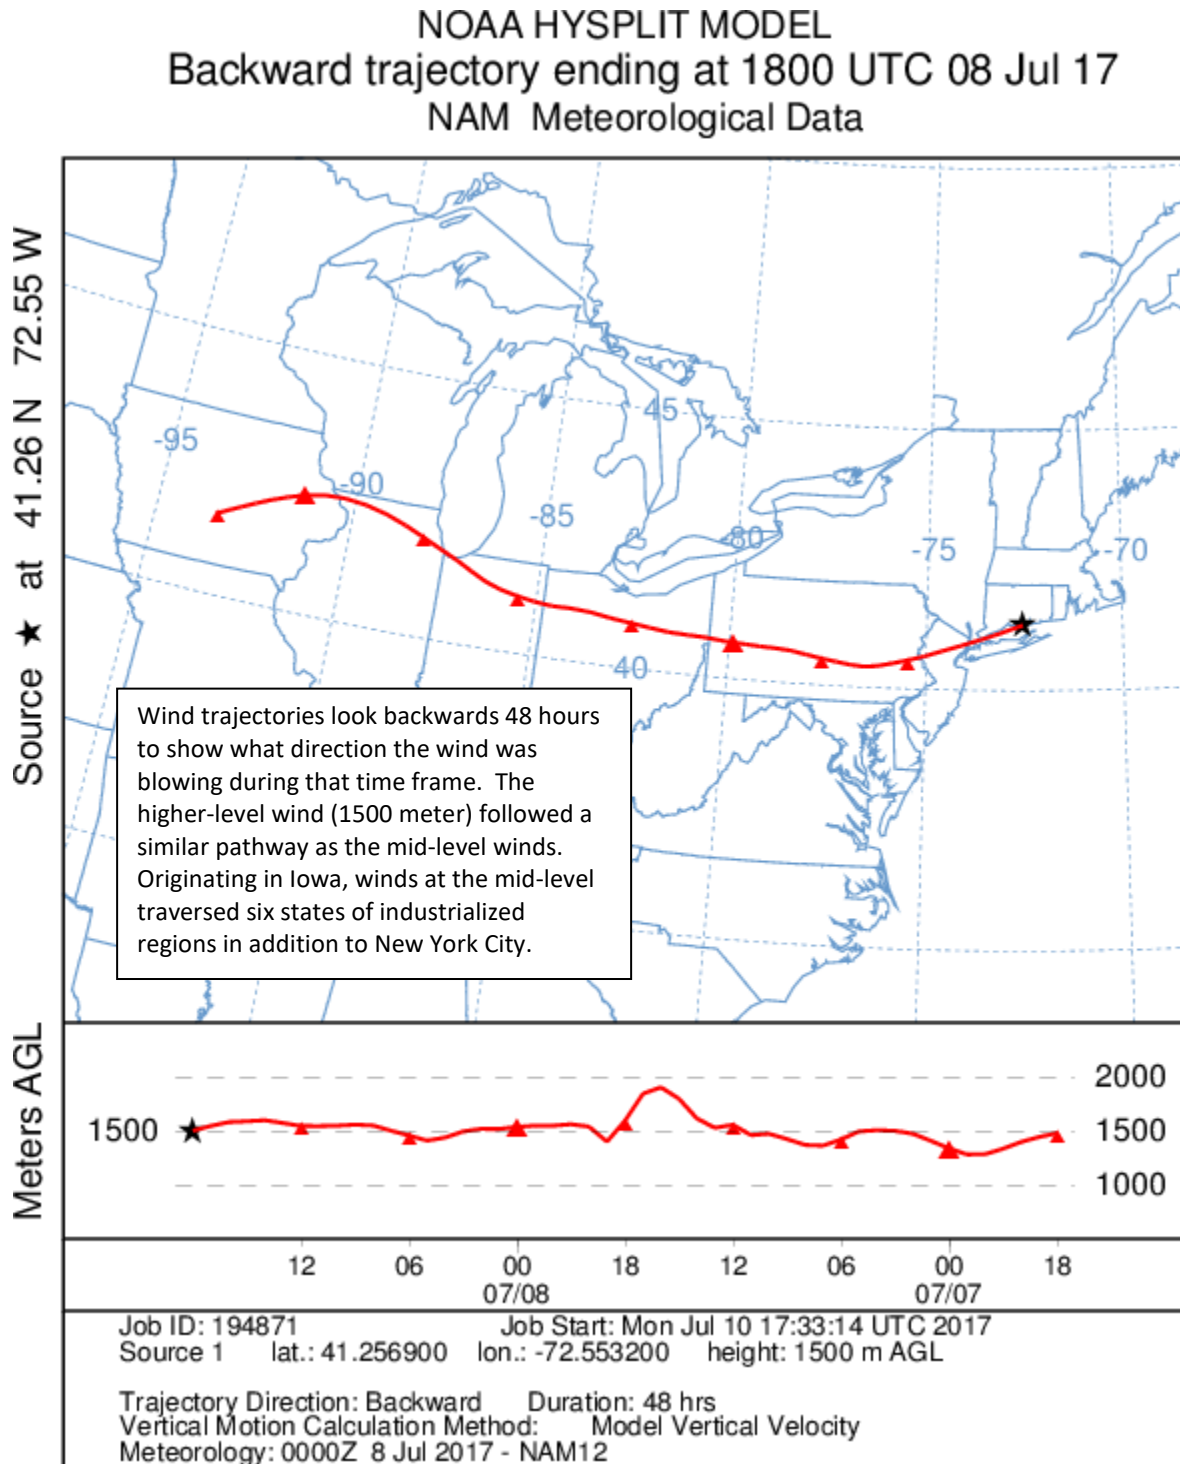 NOAA HYSPLIT MODEL
Backward trajectory ending at 1800 UTC 08 Jul 17
NAM  Meteorological Data
Source ★ at 41.26 N 72.55 W
-95
-90
-85
-80
-75
-70
45
40
Wind trajectories look backwards 48 hours
to show what direction the wind was
blowing during that time frame.  The
higher-level wind (1500 meter) followed a
similar pathway as the mid-level winds.
Originating in Iowa, winds at the mid-level
traversed six states of industrialized
regions in addition to New York City.
Meters AGL
1500
2000
1500
1000
12 06 00 18 12 06 00 18
07/08 07/07
Job ID: 194871 Job Start: Mon Jul 10 17:33:14 UTC 2017
Source 1 lat.: 41.256900 lon.: -72.553200 height: 1500 m AGL
Trajectory Direction: Backward Duration: 48 hrs
Vertical Motion Calculation Method: Model Vertical Velocity
Meteorology: 0000Z 8 Jul 2017 - NAM12